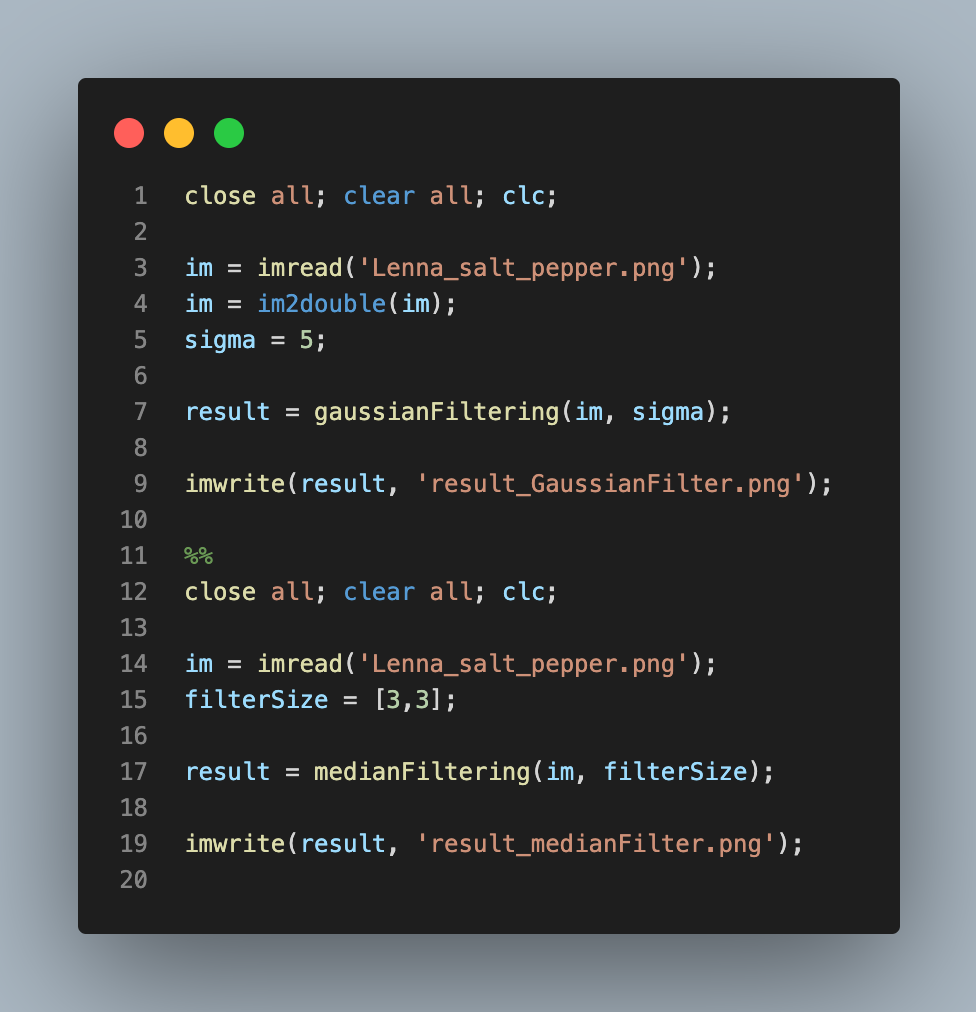 1 close all; clear all; clc;
2
3 im = imread('Lenna_salt_pepper.png');
4 im = im2double(im);
5 sigma = 5;
6
7 result = gaussianFiltering(im, sigma);
8
9 imwrite(result, 'result_GaussianFilter.png');
10
11 %%
12 close all; clear all; clc;
13
14 im = imread('Lenna_salt_pepper.png');
15 filterSize = [3,3];
16
17 result = medianFiltering(im, filterSize);
18
19 imwrite(result, 'result_medianFilter.png');
20